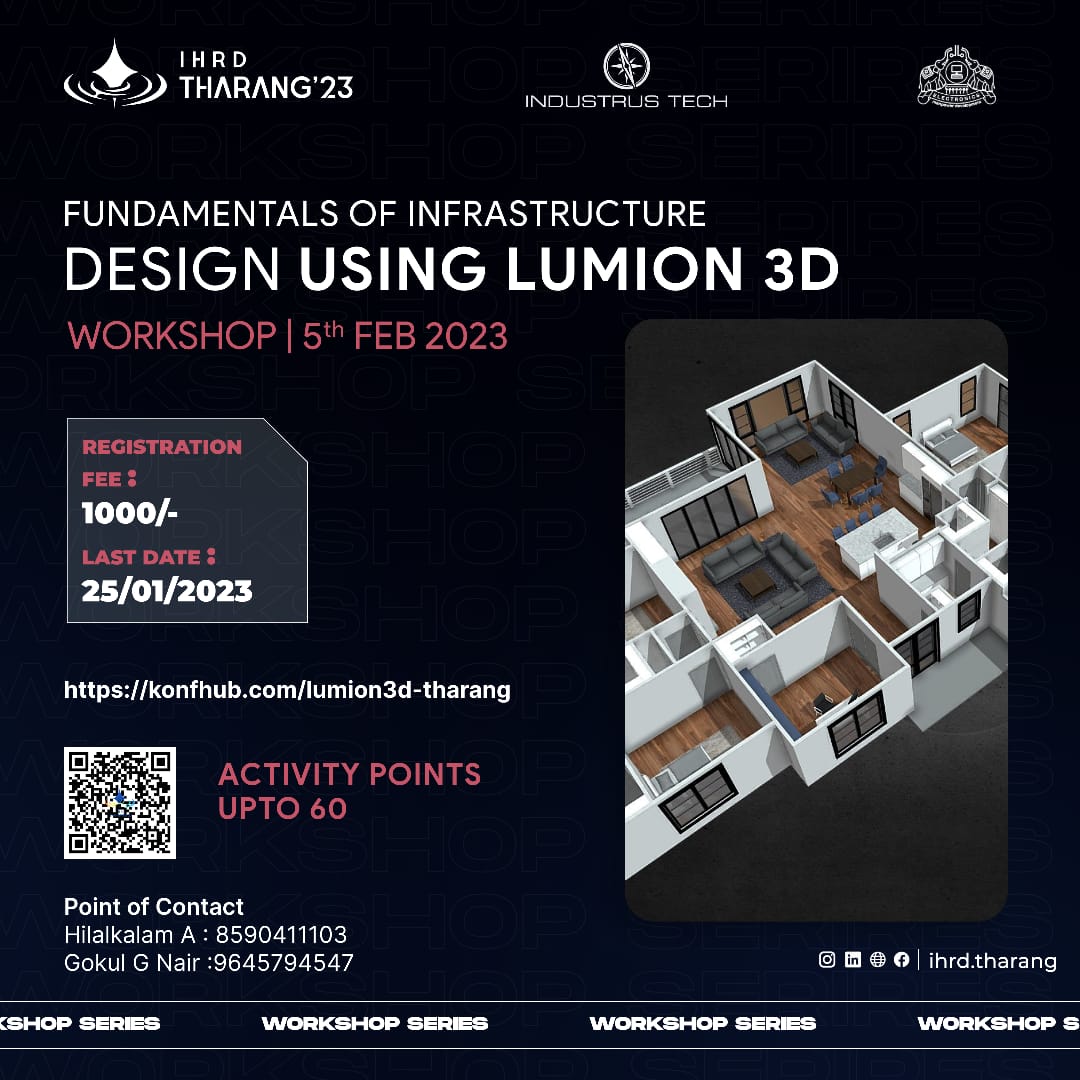 IHRD
THARANG'23
INDUSTRUS TECH
ELECTRONICS
FUNDAMENTALS OF INFRASTRUCTURE
DESIGN USING LUMION 3D
WORKSHOP | 5th FEB 2023
REGISTRATION
FEE :
1000/-
LAST DATE :
25/01/2023
https://konfhub.com/lumion3d-tharang
ACTIVITY POINTS
UPTO 60
Point of Contact
Hilalkalam A : 8590411103
Gokul G Nair :9645794547
ihrd.tharang
KSHOP SERIES WORKSHOP SERIES WORKSHOP SERIES WORKSHOP S